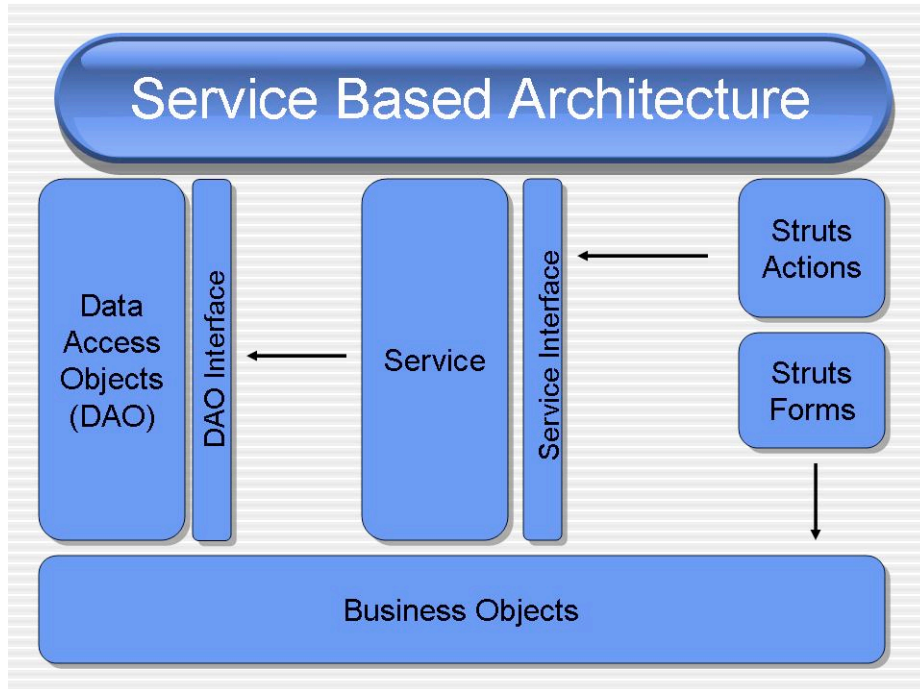 Service Based Architecture
Data
Access
Objects
(DAO)
DAO Interface
Service
Service Interface
Struts
Actions
Struts
Forms
Business Objects